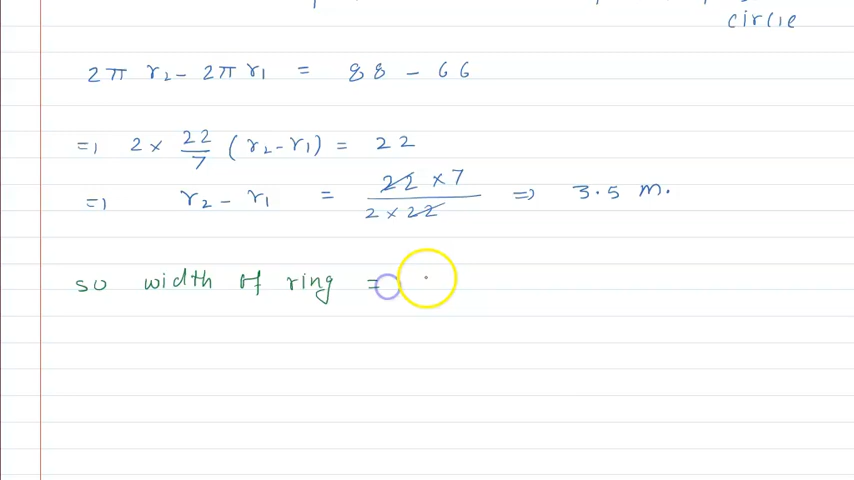 circle
2π r₂ - 2π r₁ = 88 - 66
=) 2 × 22/7 (r₂ - r₁) = 22
=) r₂ - r₁ = 22 × 7 / 2 × 22 => 3.5 m.
so width of ring =